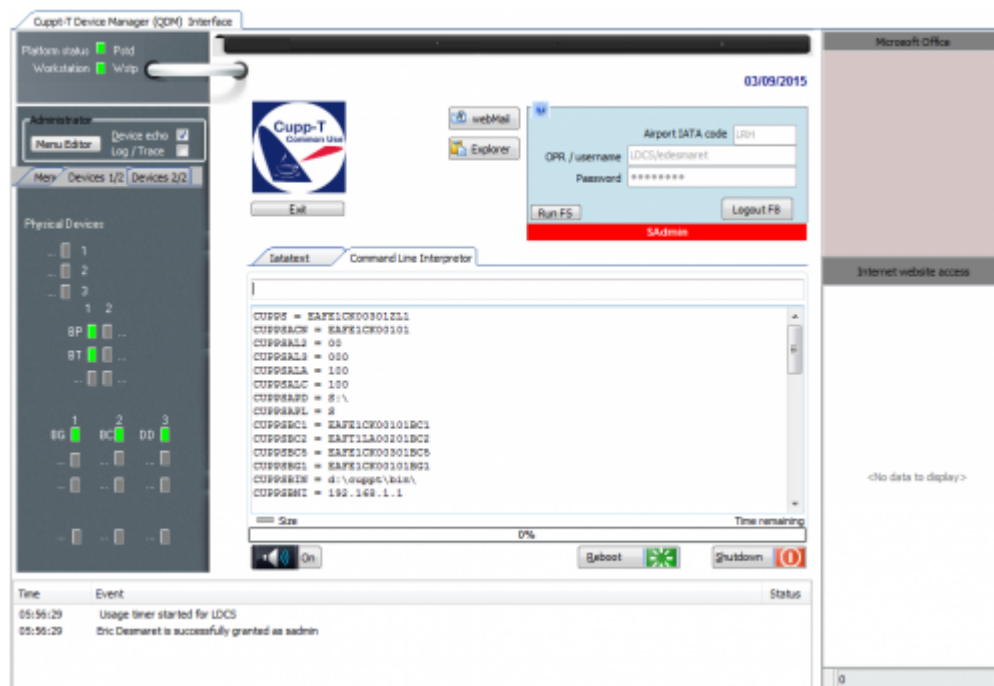 Cuppt-T Device Manager (QDM) Interface
Platform status Pstd
Workstation Wstp
Administrator
Menu Editor
Device echo
Log / Trace
Devices 1/2
Devices 2/2
Physical Devices
1
2
3
1 2
BP
BT
1 2 3
BG BC DD
03/09/2015
Cupp-T
Common Use
Exit
webMail
Explorer
Airport IATA code LRH
OPR / username LDCS/edesmaret
Password ********
Run F5
Logout F8
SAdmin
Iatatext
Command Line Interpretor
CUPPS = EAFE1CK00301ZL1
CUPPSACN = EAFE1CK00101
CUPPSAL2 = 00
CUPPSAL3 = 000
CUPPSALA = 100
CUPPSALC = 100
CUPPSAPD = S:\
CUPPSAPL = S
CUPPSBC1 = EAFE1CK00101BC1
CUPPSBC2 = EAFT1LA00201BC2
CUPPSBC5 = EAFE1CK00301BC5
CUPPSBG1 = EAFE1CK00101BG1
CUPPSBIN = d:\cuppt\bin\
CUPPSBNI = 192.168.1.1
Size
Time remaining
0%
On
Reboot
Shutdown
Time Event Status
05:56:29 Usage timer started for LDCS
05:56:29 Eric Desmaret is successfully granted as sadmin
Microsoft Office
Internet website access
<No data to display>
0